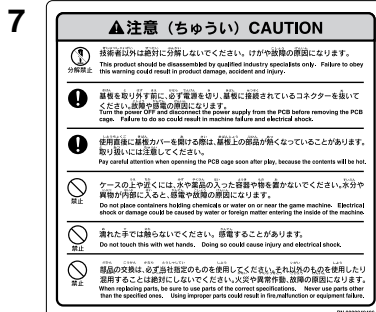 7
⚠注意（ちゅうい）CAUTION
技術者以外は絶対に分解しないでください。けがや故障の原因になります。
This product should be disassembled by qualified industry specialists only. Failure to obey
this warning could result in product damage, accident and injury.
分解禁止
基板を取り外す前に、必ず電源を切り、基板に接続されているコネクターを抜いて
ください。故障や感電の原因になります。
Turn the power OFF and disconnect the power supply from the PCB before removing the PCB
cage. Failure to do so could result in machine failure and electrical shock.
使用直後に基板カバーを開ける際は、基板上の部品が熱くなっていることがあります。
取り扱いには注意してください。
Pay careful attention when openning the PCB cage soon after play, because the contents will be hot.
ケースの上や近くには、水や薬品の入った容器や物を置かないでください。水分や
異物が内部に入ると、感電や故障の原因になります。
禁止
Do not place containers holding chemicals or water on or near the game machine. Electrical
shock or damage could be caused by water or foreign matter entering the inside of the machine.
濡れた手では触らないでください。感電することがあります。
禁止
Do not touch this with wet hands. Doing so could cause injury and electrical shock.
部品の交換は、必ず当社指定のものを使用してください。それ以外のものを使用したり
混用することは絶対にしないでください。火災や異常作動、故障の原因になります。
禁止
When replacing parts, be sure to use parts of the correct specifications. Never use parts other
than the specified ones. Using improper parts could result in fire,malfunction or equipment failure.